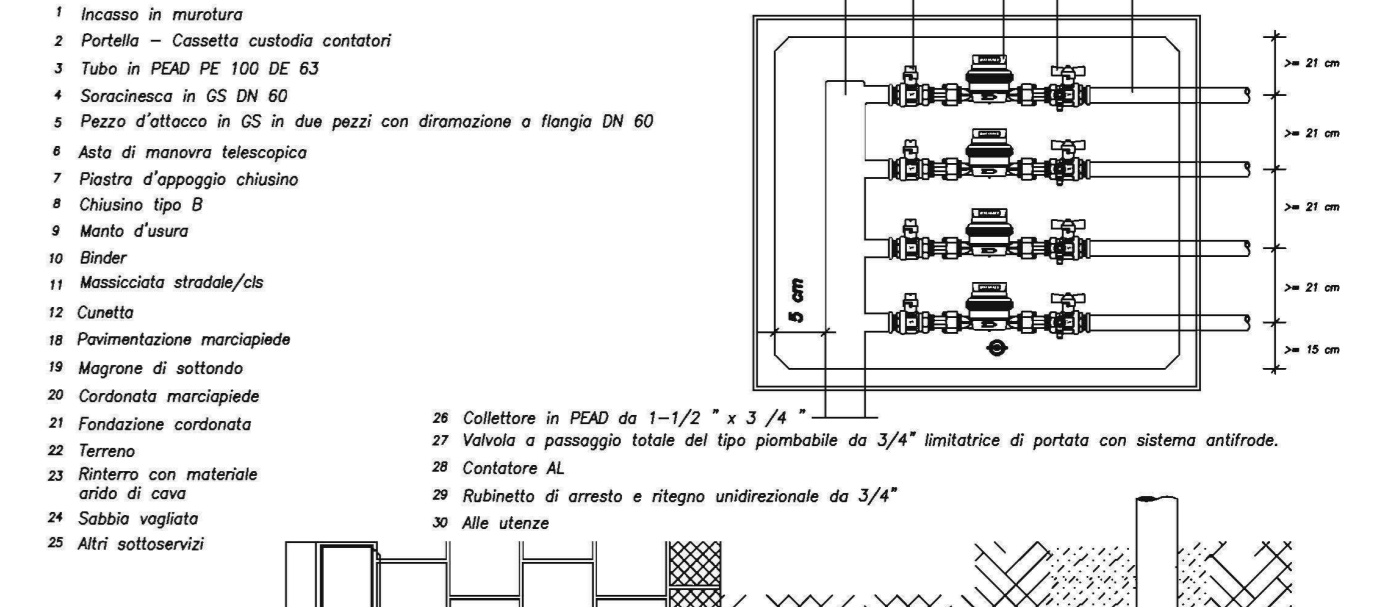 1 Incasso in murotura
2 Portella – Cassetta custodia contatori
3 Tubo in PEAD PE 100 DE 63
4 Soracinesca in GS DN 60
5 Pezzo d'attacco in GS in due pezzi con diramazione a flangia DN 60
6 Asta di manovra telescopica
7 Piastra d'appoggio chiusino
8 Chiusino tipo B
9 Manto d'usura
10 Binder
11 Massicciata stradale/cls
12 Cunetta
18 Pavimentazione marciapiede
19 Magrone di sottondo
20 Cordonata marciapiede
21 Fondazione cordonata
22 Terreno
23 Rinterro con materiale
arido di cava
24 Sabbia vagliata
25 Altri sottoservizi
26 Collettore in PEAD da 1–1/2 " x 3 /4 "
27 Valvola a passaggio totale del tipo piombabile da 3/4" limitatrice di portata con sistema antifrode.
28 Contatore AL
29 Rubinetto di arresto e ritegno unidirezionale da 3/4"
30 Alle utenze
>= 21 cm
>= 21 cm
>= 21 cm
>= 21 cm
>= 15 cm
5 cm